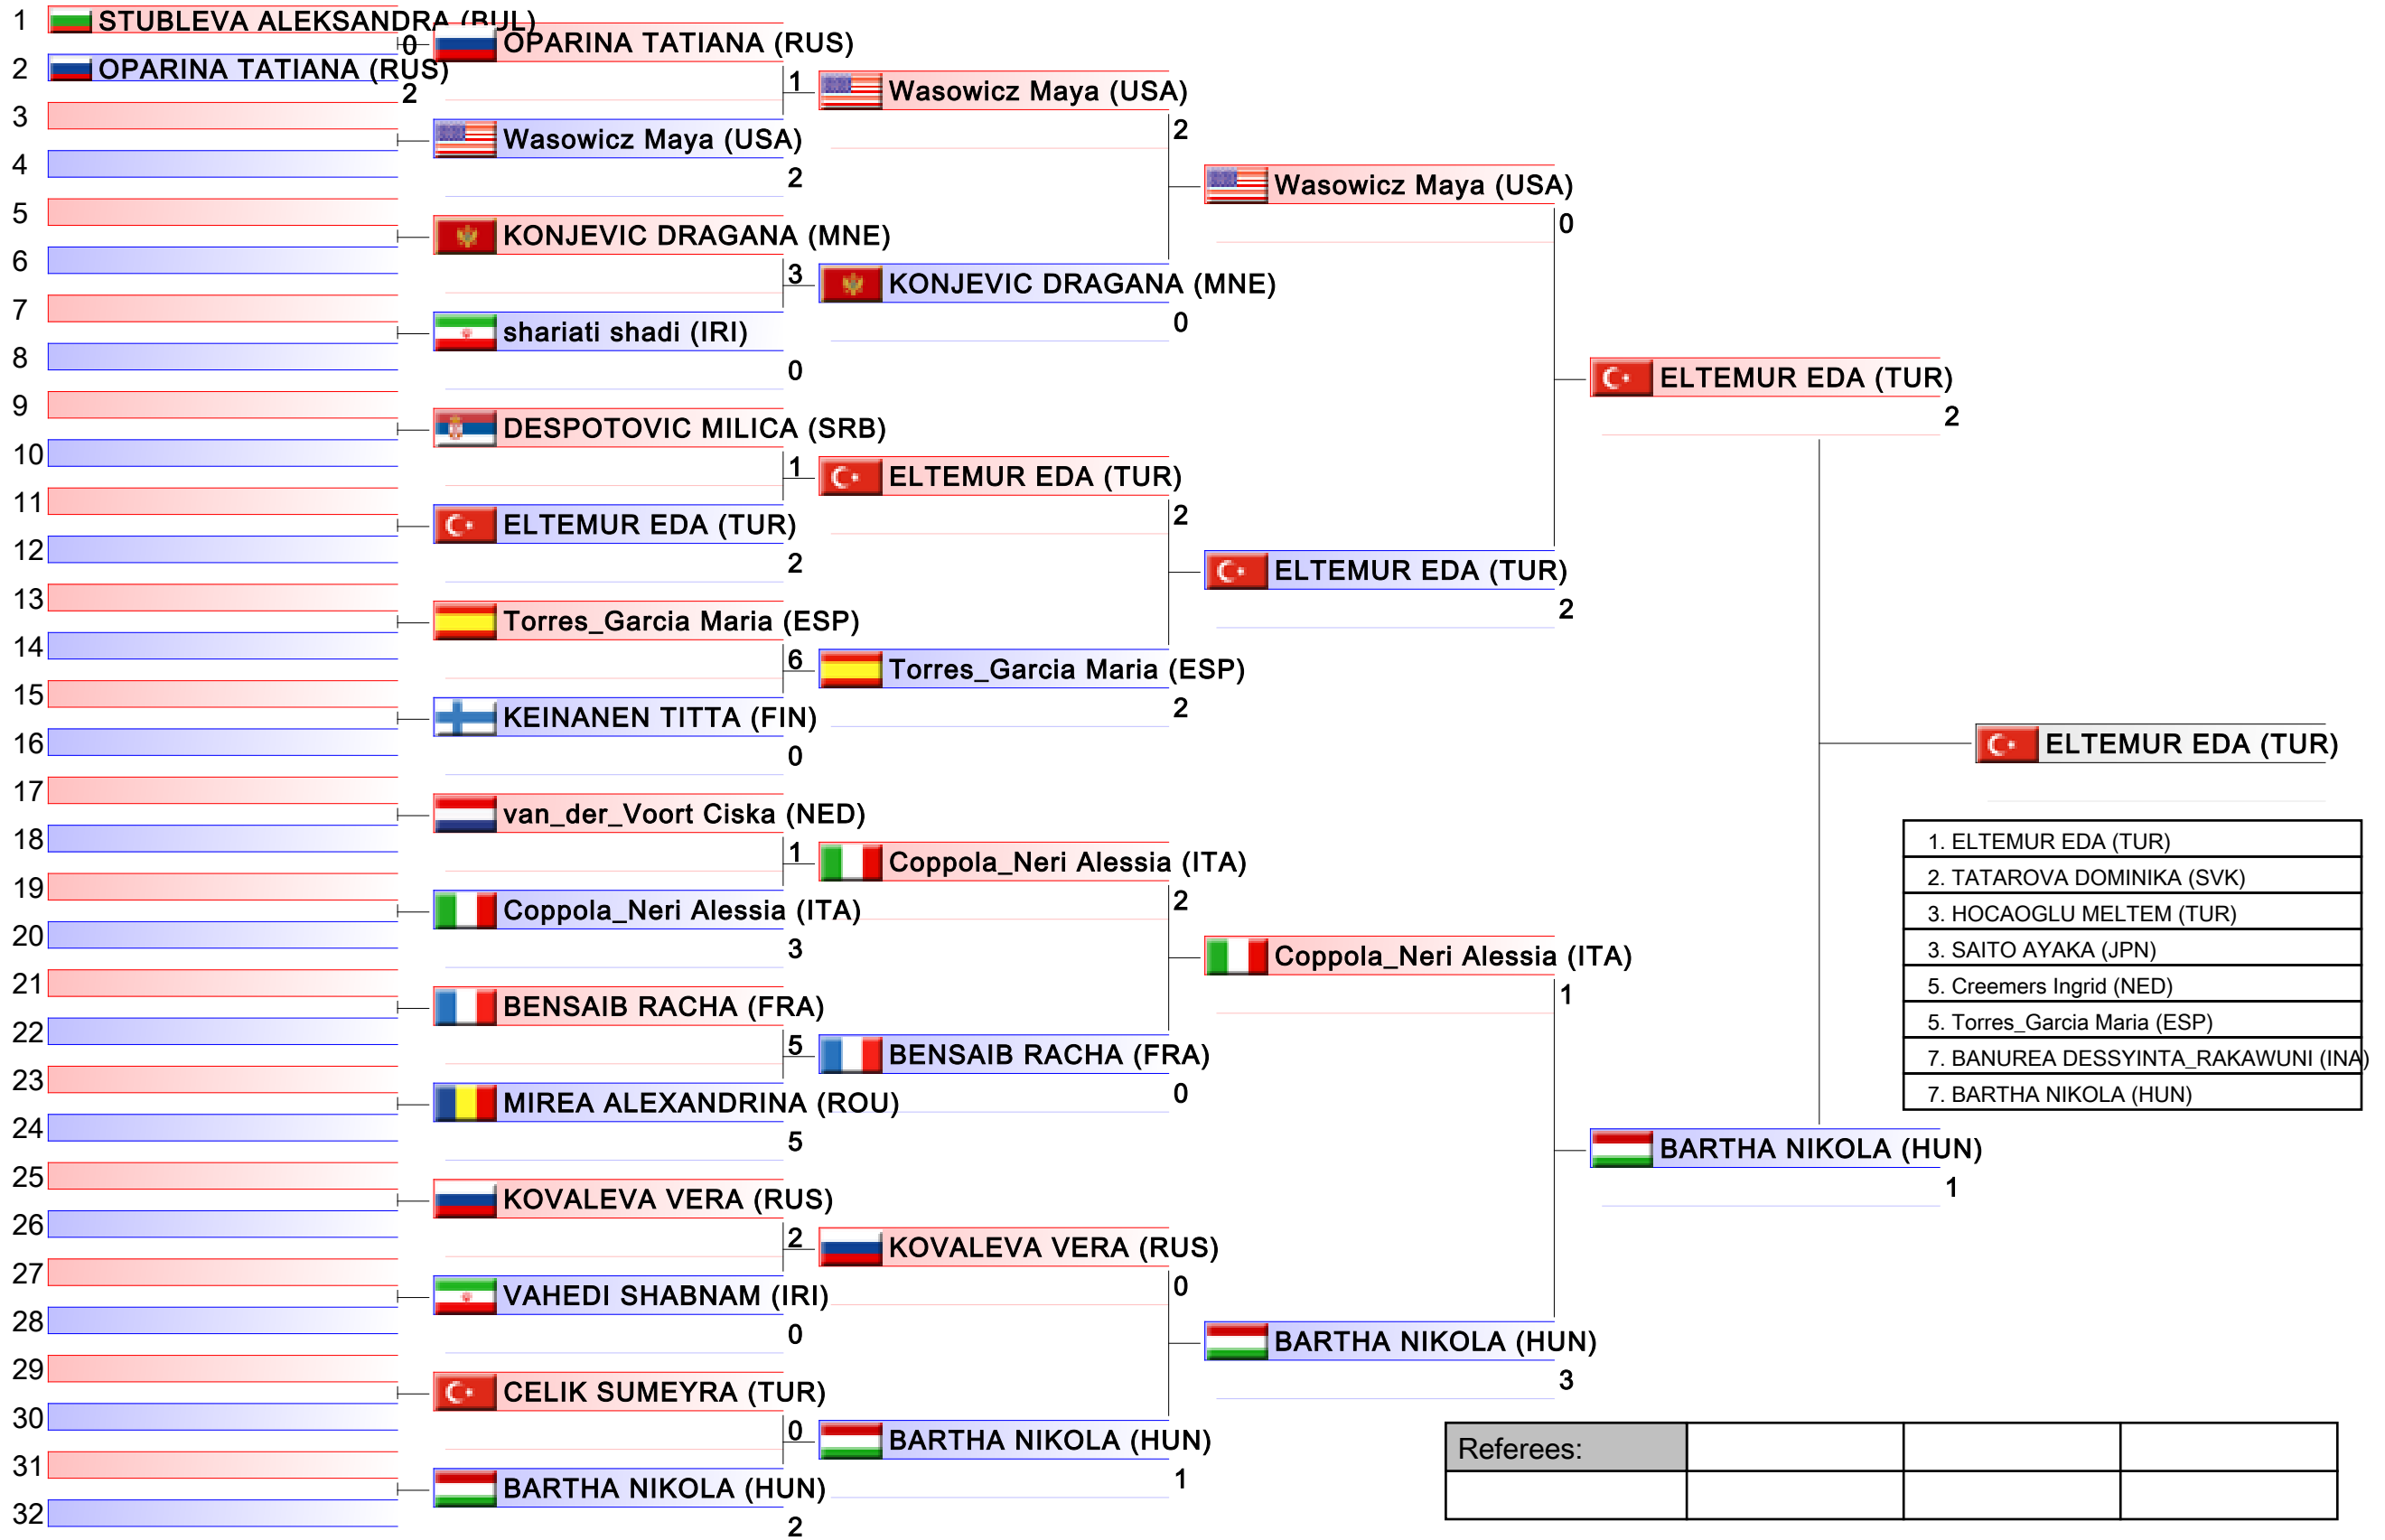 1 STUBLEVA ALEKSANDRA (BUL)
0
2 OPARINA TATIANA (RUS)
2
3
4
5
6
7
8
9
10
11
12
13
14
15
16
17
18
19
20
21
22
23
24
25
26
27
28
29
30
31
32
OPARINA TATIANA (RUS)
1
Wasowicz Maya (USA)
2
KONJEVIC DRAGANA (MNE)
3
shariati shadi (IRI)
0
DESPOTOVIC MILICA (SRB)
1
ELTEMUR EDA (TUR)
2
Torres_Garcia Maria (ESP)
6
KEINANEN TITTA (FIN)
0
van_der_Voort Ciska (NED)
1
Coppola_Neri Alessia (ITA)
3
BENSAIB RACHA (FRA)
5
MIREA ALEXANDRINA (ROU)
5
KOVALEVA VERA (RUS)
2
VAHEDI SHABNAM (IRI)
0
CELIK SUMEYRA (TUR)
0
BARTHA NIKOLA (HUN)
2
Wasowicz Maya (USA)
2
KONJEVIC DRAGANA (MNE)
0
ELTEMUR EDA (TUR)
2
Torres_Garcia Maria (ESP)
2
Coppola_Neri Alessia (ITA)
2
BENSAIB RACHA (FRA)
0
KOVALEVA VERA (RUS)
0
BARTHA NIKOLA (HUN)
1
Wasowicz Maya (USA)
0
ELTEMUR EDA (TUR)
2
Coppola_Neri Alessia (ITA)
1
BARTHA NIKOLA (HUN)
3
ELTEMUR EDA (TUR)
2
BARTHA NIKOLA (HUN)
1
ELTEMUR EDA (TUR)
1. ELTEMUR EDA (TUR)
2. TATAROVA DOMINIKA (SVK)
3. HOCAOGLU MELTEM (TUR)
3. SAITO AYAKA (JPN)
5. Creemers Ingrid (NED)
5. Torres_Garcia Maria (ESP)
7. BANUREA DESSYINTA_RAKAWUNI (INA)
7. BARTHA NIKOLA (HUN)
Referees: